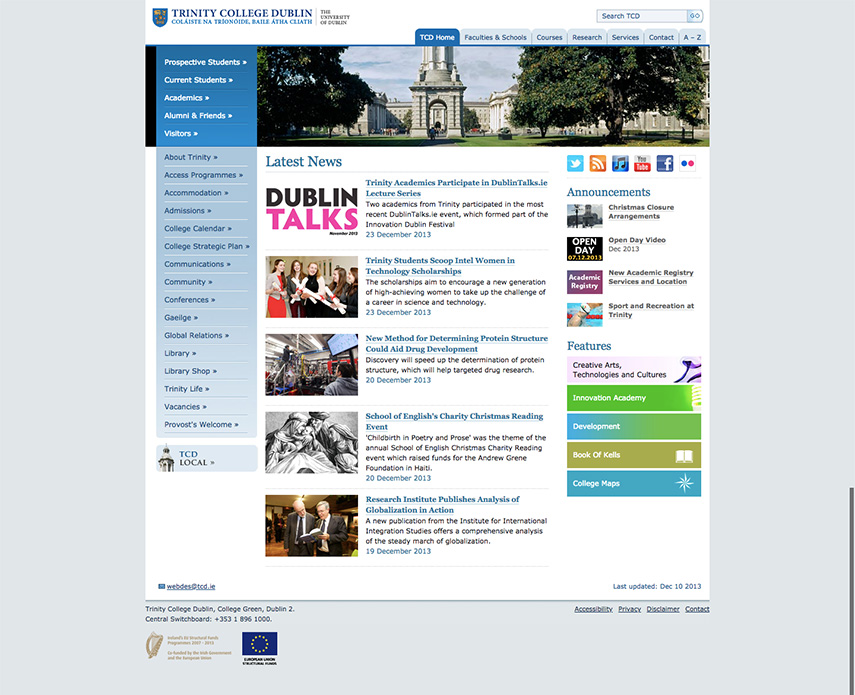 TRINITY COLLEGE DUBLIN
COLÁISTE NA TRÍONÓIDE, BAILE ÁTHA CLIATH
THE
UNIVERSITY
OF DUBLIN
Search TCD
GO
TCD Home
Faculties & Schools
Courses
Research
Services
Contact
A – Z
Prospective Students »
Current Students »
Academics »
Alumni & Friends »
Visitors »
About Trinity »
Access Programmes »
Accommodation »
Admissions »
College Calendar »
College Strategic Plan »
Communications »
Community »
Conferences »
Gaeilge »
Global Relations »
Library »
Library Shop »
Trinity Life »
Vacancies »
Provost's Welcome »
TCD
LOCAL »
Latest News
DUBLIN
TALKS
November 2013
Trinity Academics Participate in DublinTalks.ie
Lecture Series
Two academics from Trinity participated in the most
recent DublinTalks.ie event, which formed part of the
Innovation Dublin Festival
23 December 2013
Trinity Students Scoop Intel Women in
Technology Scholarships
The scholarships aim to encourage a new generation
of high-achieving women to take up the challenge of
a career in science and technology.
23 December 2013
New Method for Determining Protein Structure
Could Aid Drug Development
Discovery will speed up the determination of protein
structure, which will help targeted drug research.
20 December 2013
School of English's Charity Christmas Reading
Event
'Childbirth in Poetry and Prose' was the theme of the
annual School of English Christmas Charity Reading
event which raised funds for the Andrew Grene
Foundation in Haiti.
20 December 2013
Research Institute Publishes Analysis of
Globalization in Action
A new publication from the Institute for International
Integration Studies offers a comprehensive analysis
of the steady march of globalization.
19 December 2013
You
Tube
Announcements
Christmas Closure
Arrangements
OPEN
DAY
07.12.2013
Open Day Video
Dec 2013
Academic
Registry
New Academic Registry
Services and Location
Sport and Recreation at
Trinity
Features
Creative Arts,
Technologies and Cultures
Innovation Academy
Development
Book Of Kells
College Maps
webdes@tcd.ie
Last updated: Dec 10 2013
Trinity College Dublin, College Green, Dublin 2.
Central Switchboard: +353 1 896 1000.
Accessibility Privacy Disclaimer Contact
Ireland's EU Structural Funds
Programmes 2007 - 2013
Co-funded by the Irish Government
and the European Union
EUROPEAN UNION
STRUCTURAL FUNDS